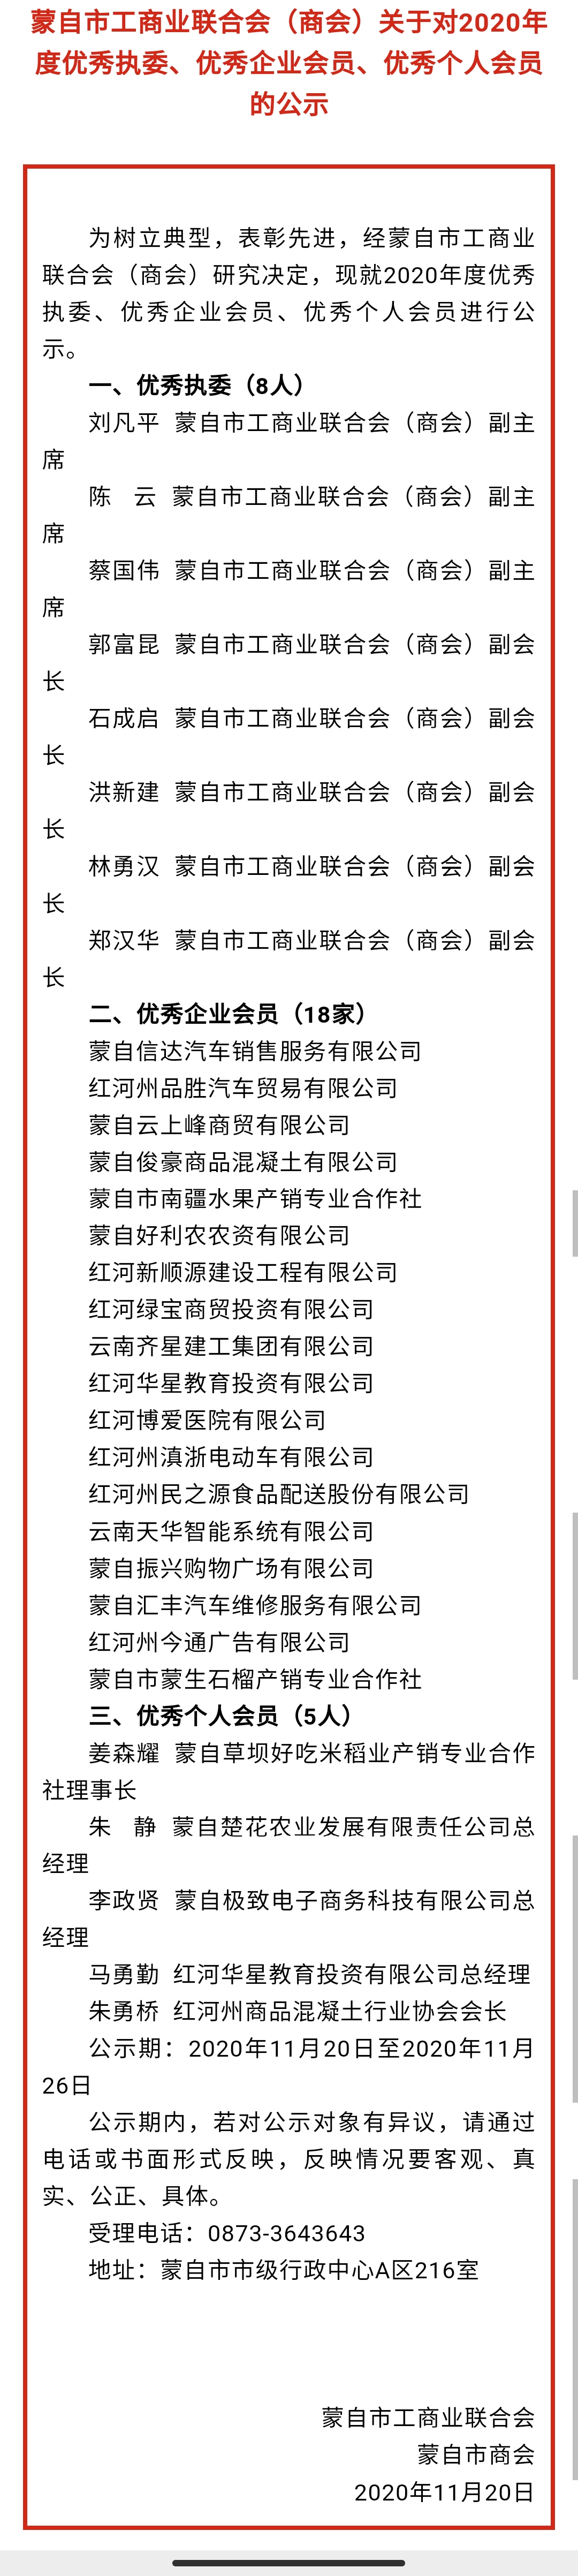 蒙自市工商业联合会（商会）关于对2020年
度优秀执委、优秀企业会员、优秀个人会员
的公示
为树立典型，表彰先进，经蒙自市工商业
联合会（商会）研究决定，现就2020年度优秀
执委、优秀企业会员、优秀个人会员进行公
示。
一、优秀执委（8人）
刘凡平 蒙自市工商业联合会（商会）副主
席
陈 云 蒙自市工商业联合会（商会）副主
席
蔡国伟 蒙自市工商业联合会（商会）副主
席
郭富昆 蒙自市工商业联合会（商会）副会
长
石成启 蒙自市工商业联合会（商会）副会
长
洪新建 蒙自市工商业联合会（商会）副会
长
林勇汉 蒙自市工商业联合会（商会）副会
长
郑汉华 蒙自市工商业联合会（商会）副会
长
二、优秀企业会员（18家）
蒙自信达汽车销售服务有限公司
红河州品胜汽车贸易有限公司
蒙自云上峰商贸有限公司
蒙自俊豪商品混凝土有限公司
蒙自市南疆水果产销专业合作社
蒙自好利农农资有限公司
红河新顺源建设工程有限公司
红河绿宝商贸投资有限公司
云南齐星建工集团有限公司
红河华星教育投资有限公司
红河博爱医院有限公司
红河州滇浙电动车有限公司
红河州民之源食品配送股份有限公司
云南天华智能系统有限公司
蒙自振兴购物广场有限公司
蒙自汇丰汽车维修服务有限公司
红河州今通广告有限公司
蒙自市蒙生石榴产销专业合作社
三、优秀个人会员（5人）
姜森耀 蒙自草坝好吃米稻业产销专业合作
社理事长
朱 静 蒙自楚花农业发展有限责任公司总
经理
李政贤 蒙自极致电子商务科技有限公司总
经理
马勇勤 红河华星教育投资有限公司总经理
朱勇桥 红河州商品混凝土行业协会会长
公示期：2020年11月20日至2020年11月
26日
公示期内，若对公示对象有异议，请通过
电话或书面形式反映，反映情况要客观、真
实、公正、具体。
受理电话：0873-3643643
地址：蒙自市市级行政中心A区216室
蒙自市工商业联合会
蒙自市商会
2020年11月20日